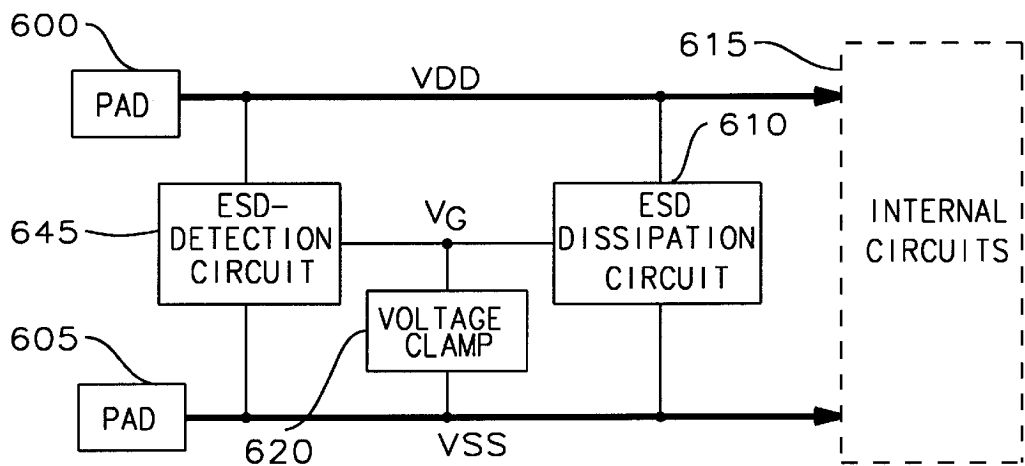 600
PAD
VDD
615
610
645
ESD-
DETECTION
CIRCUIT
VG
ESD
DISSIPATION
CIRCUIT
INTERNAL
CIRCUITS
VOLTAGE
CLAMP
605
PAD
620
VSS